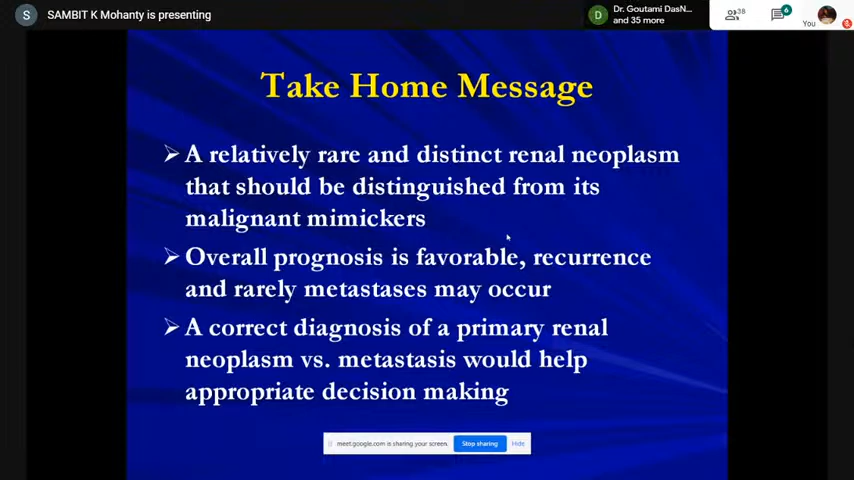 S SAMBIT K Mohanty is presenting
D Dr. Goutami DasN...
and 35 more
38
6
You
Take Home Message
A relatively rare and distinct renal neoplasm
that should be distinguished from its
malignant mimickers
Overall prognosis is favorable, recurrence
and rarely metastases may occur
A correct diagnosis of a primary renal
neoplasm vs. metastasis would help
appropriate decision making
meet.google.com is sharing your screen. Stop sharing Hide